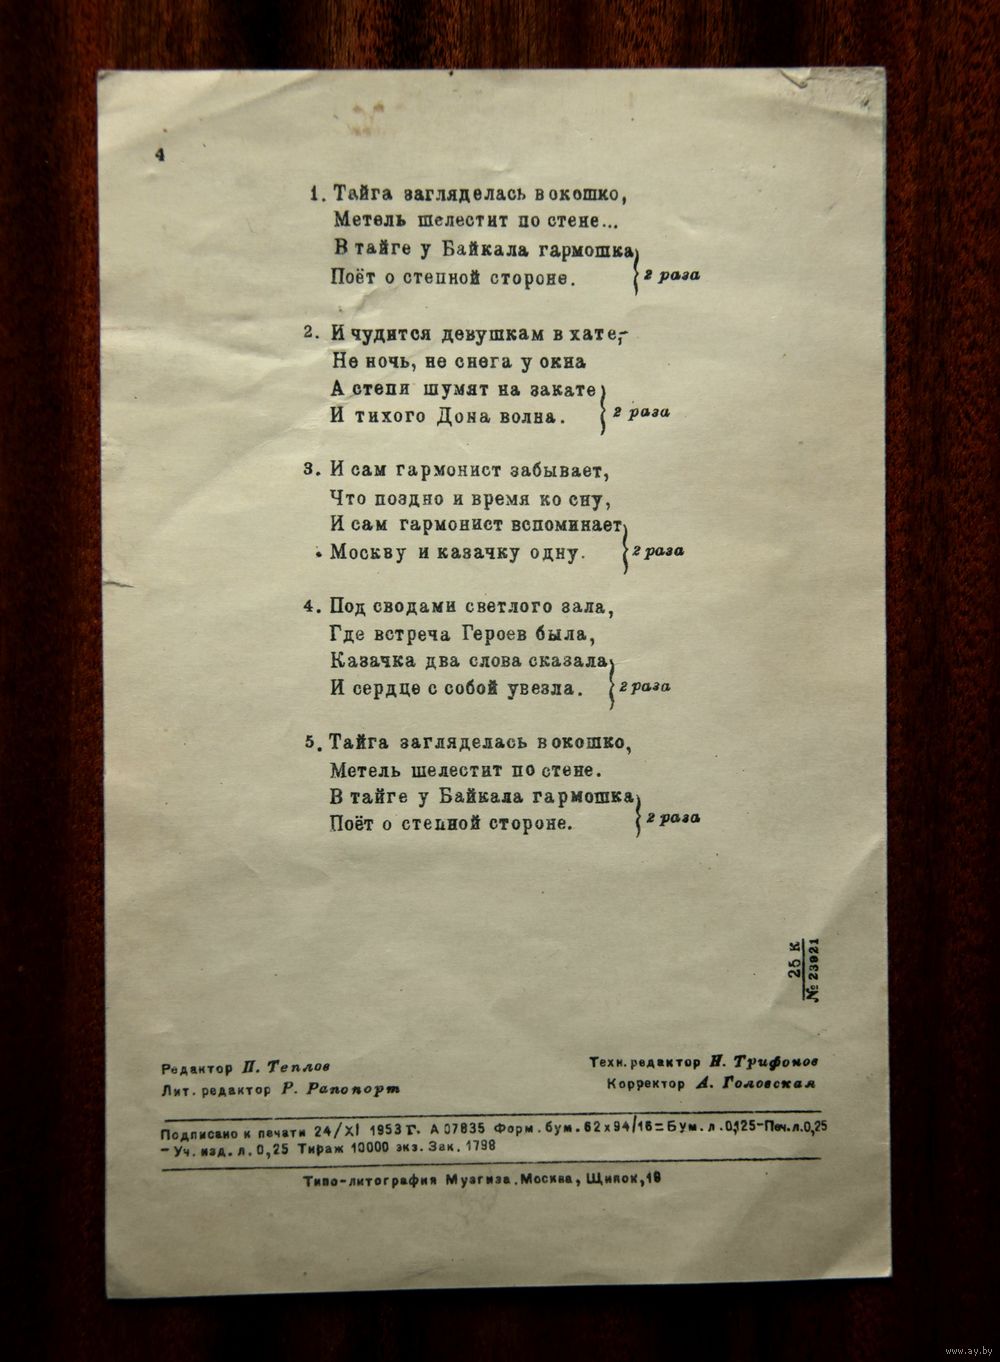 4
1. Тайга загляделась в окошко,
Метель шелестит по стене...
В тайге у Байкала гармошка
Поёт о степной стороне. } 2 раза
2. И чудится девушкам в хате,-
Не ночь, не снега у окна
А степи шумят на закате
И тихого Дона волна. } 2 раза
3. И сам гармонист забывает,
Что поздно и время ко сну,
И сам гармонист вспоминает
Москву и казачку одну. } 2 раза
4. Под сводами светлого зала,
Где встреча Героев была,
Казачка два слова сказала,
И сердце с собой увезла. } 2 раза
5. Тайга загляделась в окошко,
Метель шелестит по стене.
В тайге у Байкала гармошка
Поёт о степной стороне. } 2 раза
25 К
№ 23921
Редактор П. Теплов
Техн. редактор Н. Трифонов
Лит. редактор Р. Рапопорт
Корректор А. Головская
Подписано к печати 24/XI 1953 г. А 07835 Форм. бум. 62х94/16=Бум. л. 0,125-Печ.л.0,25
-Уч. изд. л. 0,25 Тираж 10000 экз. Зак. 1798
Типо-литография Музгиза. Москва, Щипок, 18
www.ay.by